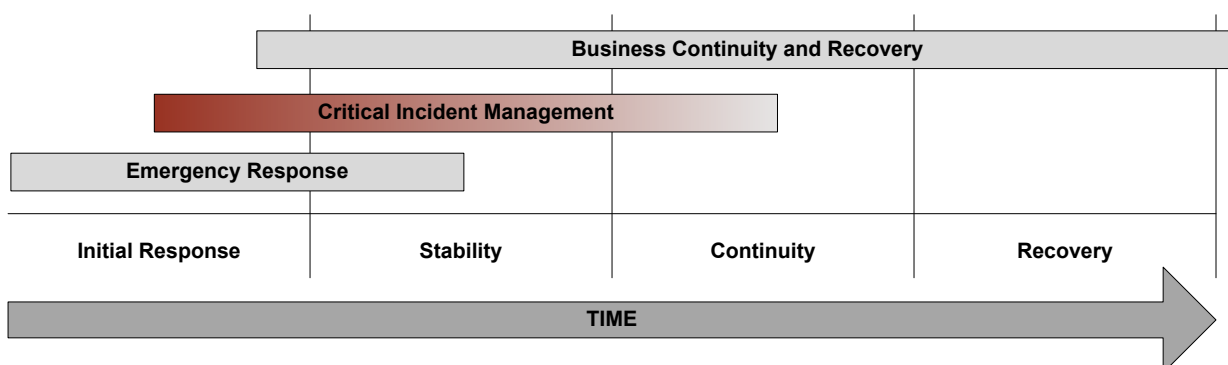 Business Continuity and Recovery
Critical Incident Management
Emergency Response
Initial Response
Stability
Continuity
Recovery
TIME